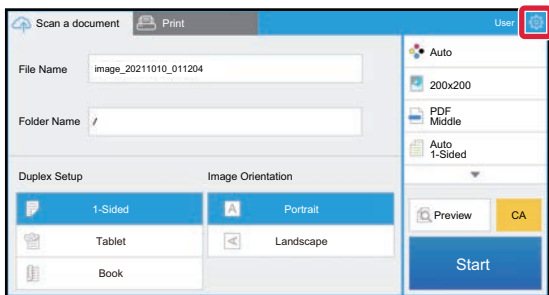 Scan a document
Print
User
File Name
image_20211010_011204
Folder Name
/
Duplex Setup
Image Orientation
1-Sided
Tablet
Book
A
Portrait
A
Landscape
Auto
200x200
PDF
Middle
Auto
1-Sided
Preview
CA
Start